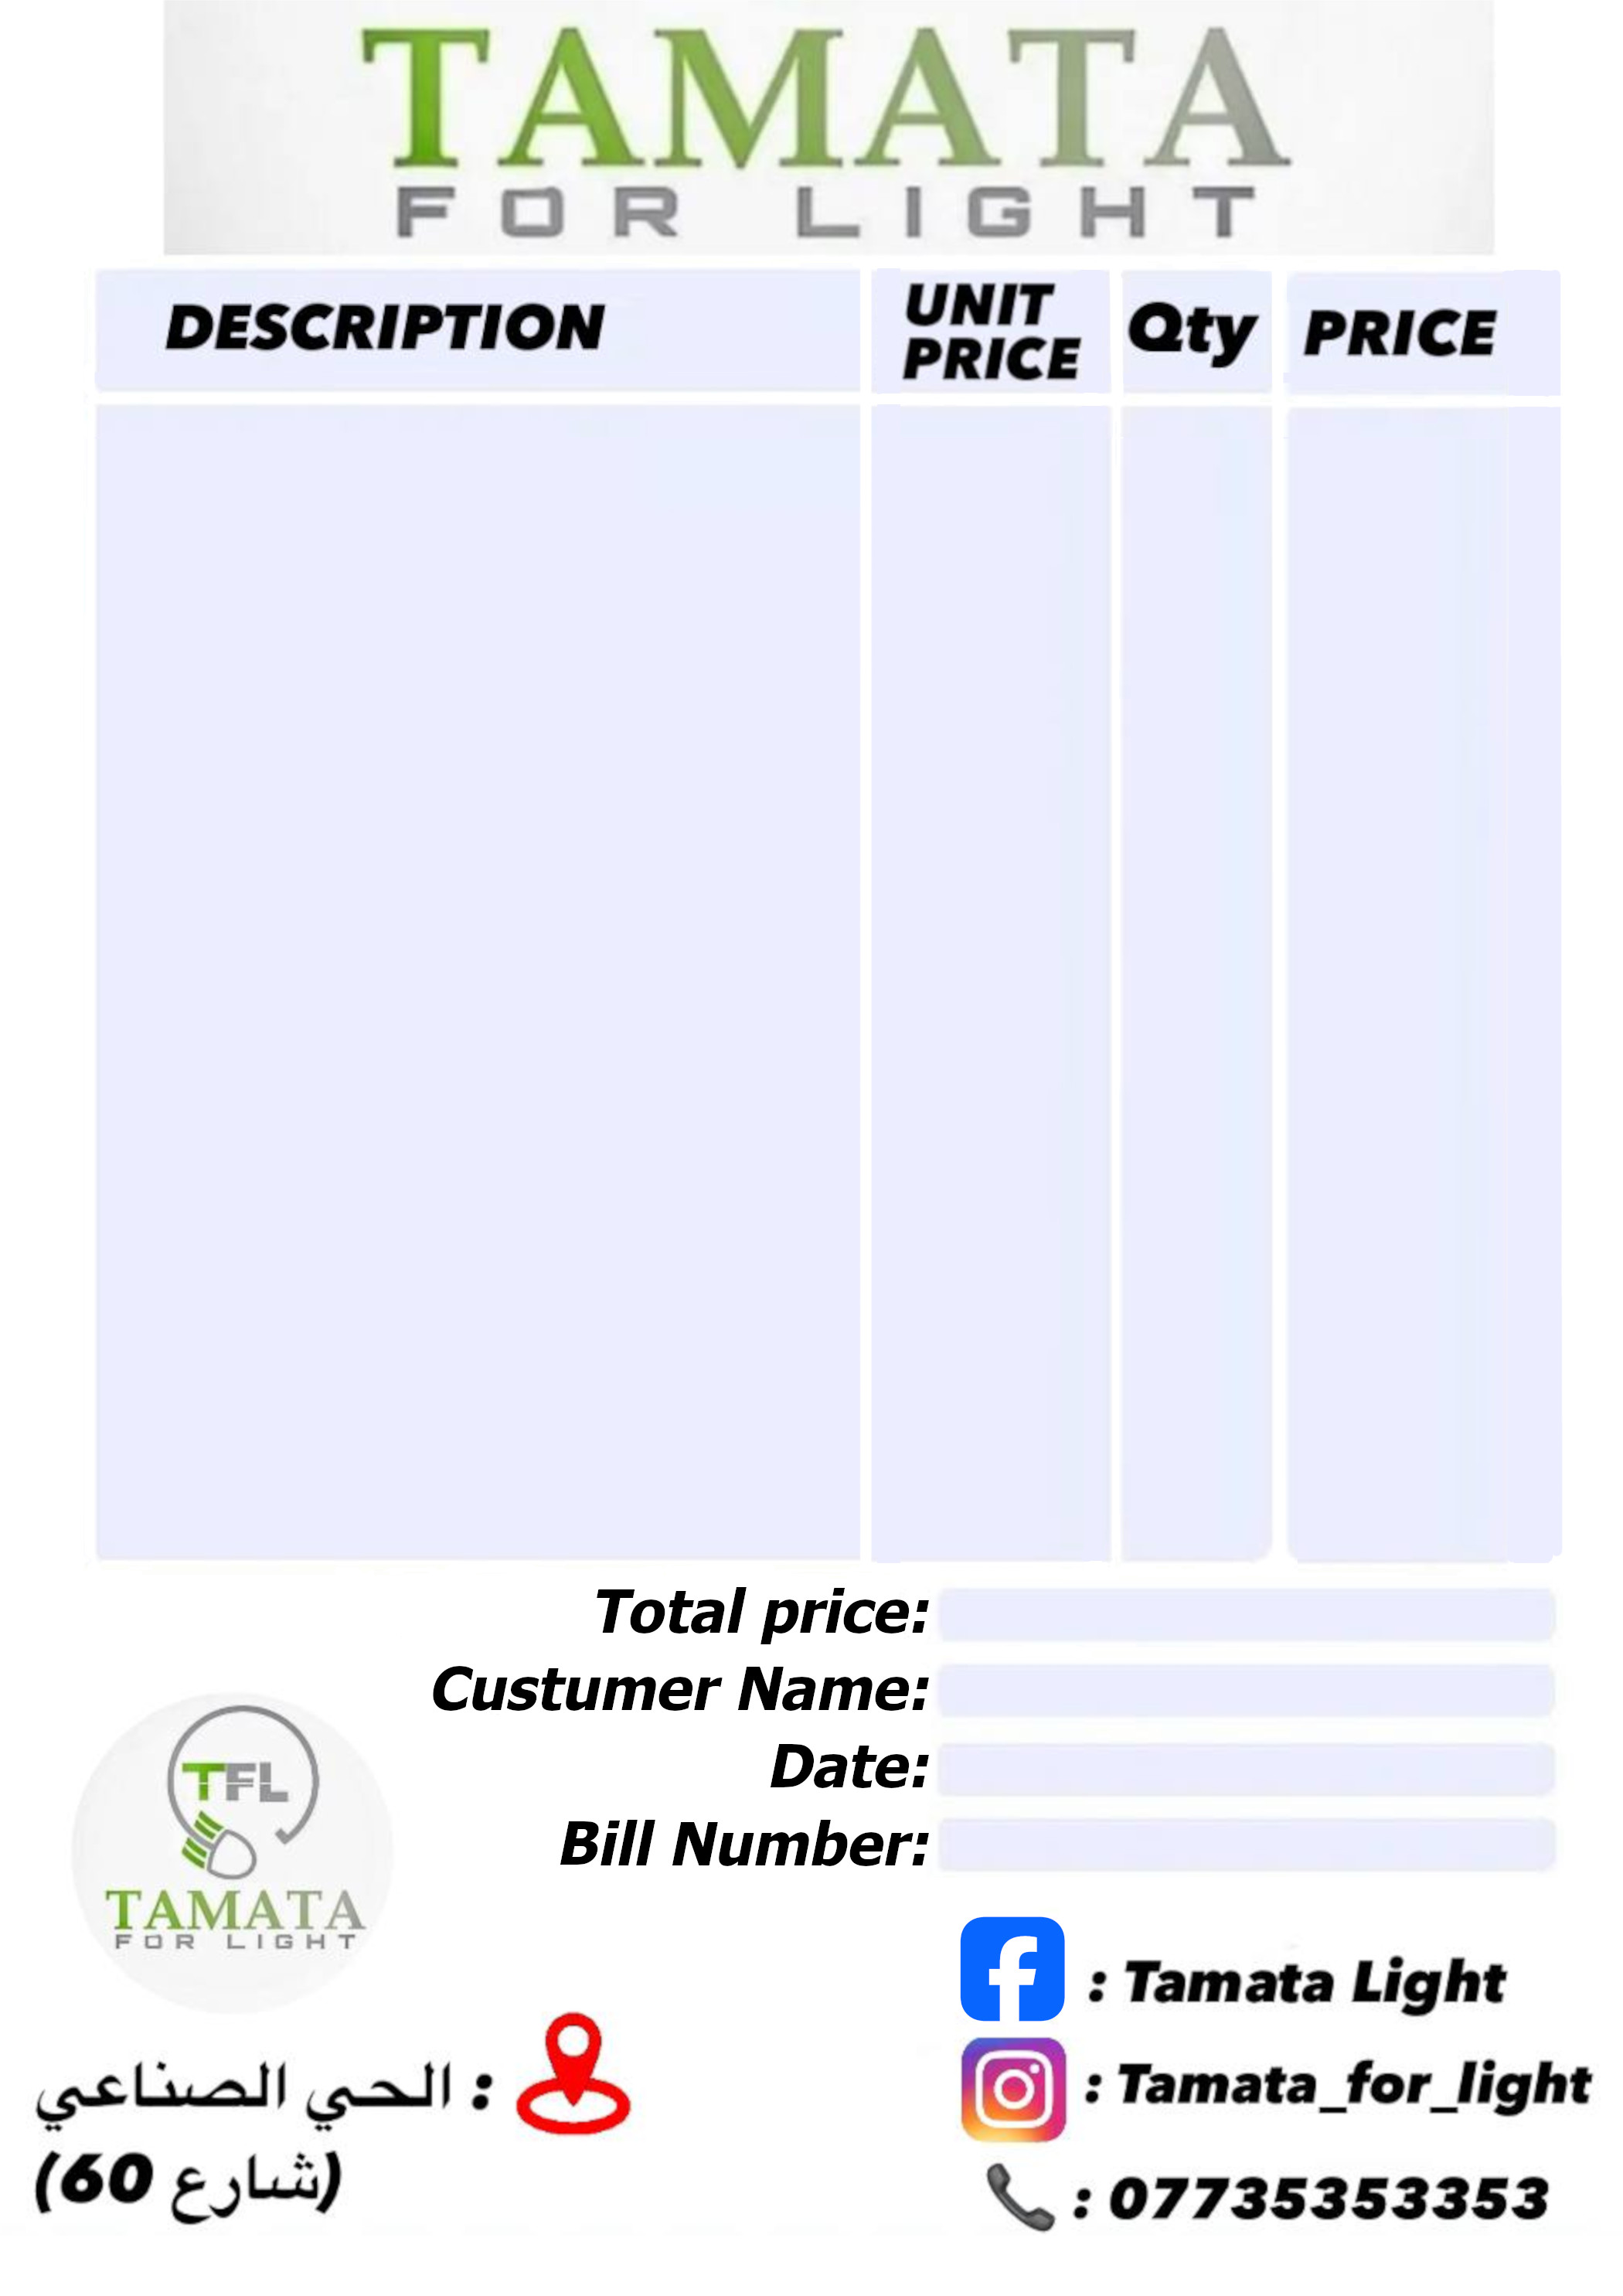 TAMATA
FOR LIGHT
DESCRIPTION
UNIT PRICE
Qty
PRICE
Total price:
Custumer Name:
Date:
Bill Number:
TFL
TAMATA
FOR LIGHT
: Tamata Light
: الحي الصناعي
(شارع 60)
: Tamata_for_light
: 07735353353